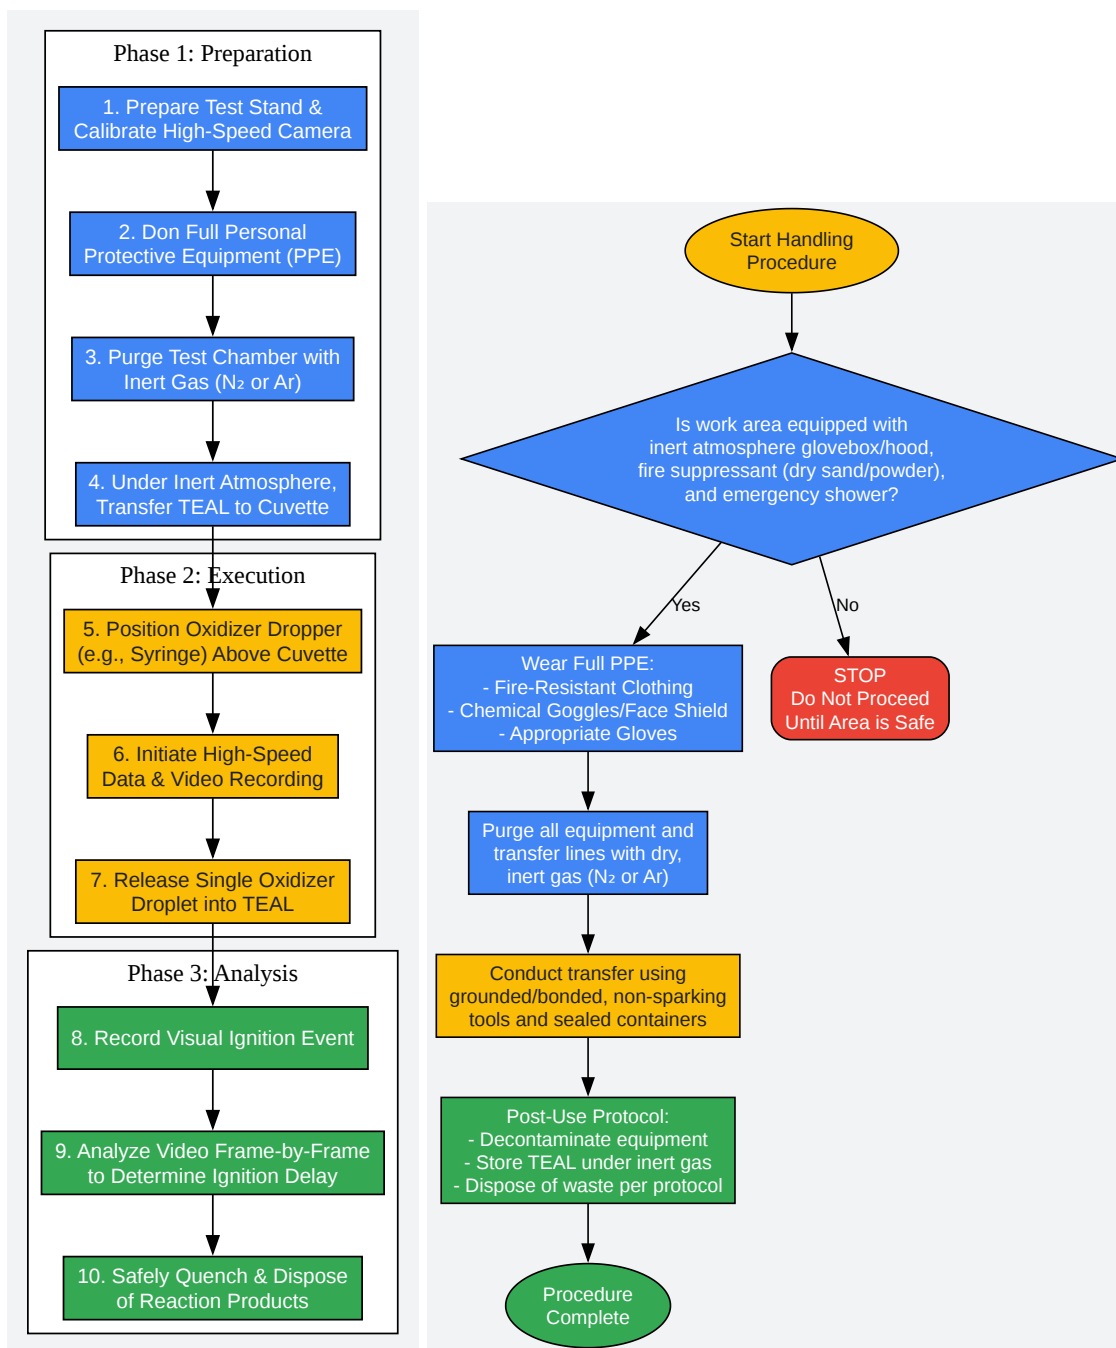 Phase 1: Preparation
1. Prepare Test Stand &
Calibrate High-Speed Camera
2. Don Full Personal
Protective Equipment (PPE)
3. Purge Test Chamber with
Inert Gas (N₂ or Ar)
4. Under Inert Atmosphere,
Transfer TEAL to Cuvette
Phase 2: Execution
5. Position Oxidizer Dropper
(e.g., Syringe) Above Cuvette
6. Initiate High-Speed
Data & Video Recording
7. Release Single Oxidizer
Droplet into TEAL
Phase 3: Analysis
8. Record Visual Ignition Event
9. Analyze Video Frame-by-Frame
to Determine Ignition Delay
10. Safely Quench & Dispose
of Reaction Products
Start Handling
Procedure
Is work area equipped with
inert atmosphere glovebox/hood,
fire suppressant (dry sand/powder),
and emergency shower?
Yes
No
Wear Full PPE:
- Fire-Resistant Clothing
- Chemical Goggles/Face Shield
- Appropriate Gloves
STOP
Do Not Proceed
Until Area is Safe
Purge all equipment and
transfer lines with dry,
inert gas (N₂ or Ar)
Conduct transfer using
grounded/bonded, non-sparking
tools and sealed containers
Post-Use Protocol:
- Decontaminate equipment
- Store TEAL under inert gas
- Dispose of waste per protocol
Procedure
Complete